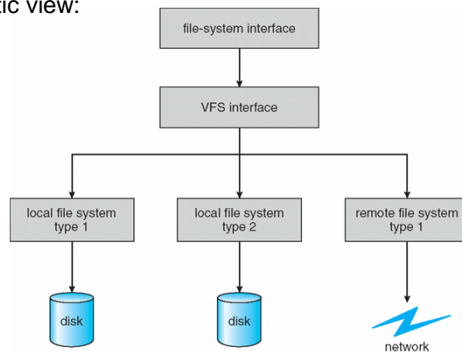 tic view:
file-system interface
VFS interface
local file system
type 1
local file system
type 2
remote file system
type 1
disk
disk
network